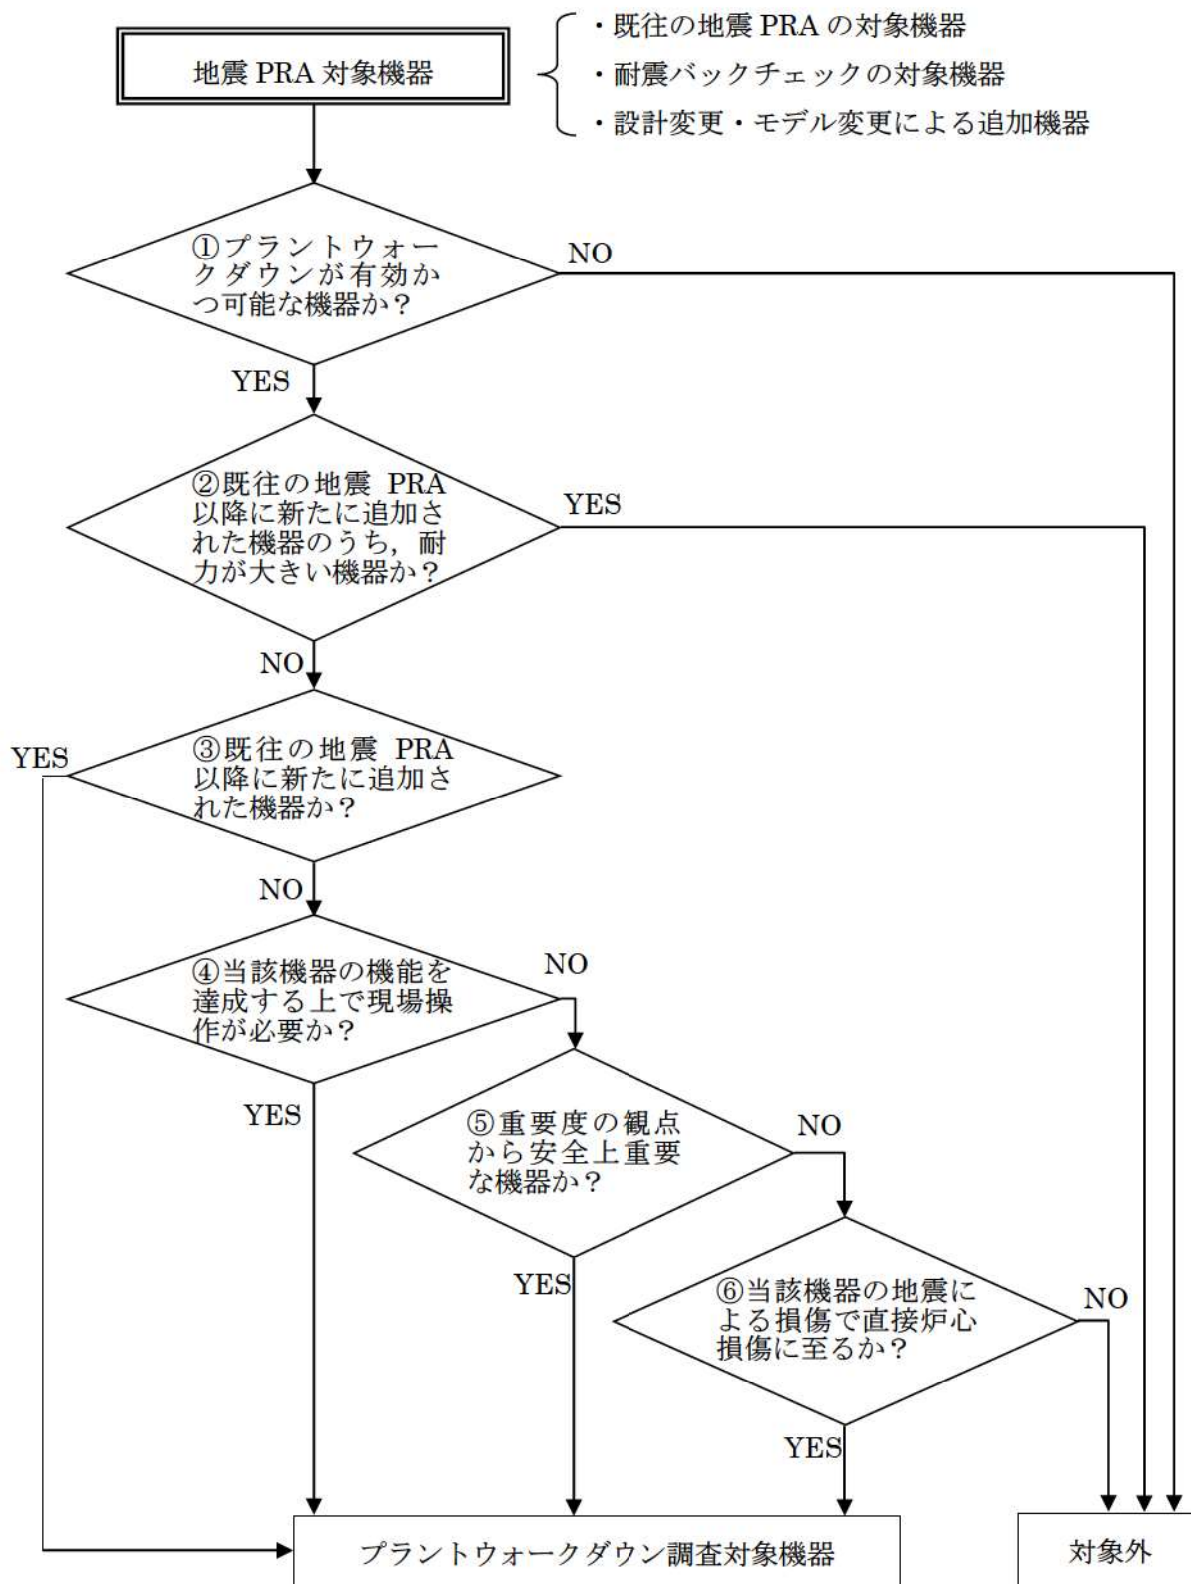 ・既往の地震 PRA の対象機器
地震 PRA 対象機器
・耐震バックチェックの対象機器
・設計変更・モデル変更による追加機器
①プラントウォー
クダウンが有効か
つ可能な機器か？
NO
YES
②既往の地震 PRA
以降に新たに追加さ
れた機器のうち，耐
力が大きい機器か？
YES
NO
③既往の地震 PRA
以降に新たに追加さ
れた機器か？
YES
NO
④当該機器の機能を
達成する上で現場操
作が必要か？
NO
YES
⑤重要度の観点
から安全上重要
な機器か？
NO
YES
⑥当該機器の地震に
よる損傷で直接炉心
損傷に至るか？
NO
YES
プラントウォークダウン調査対象機器
対象外